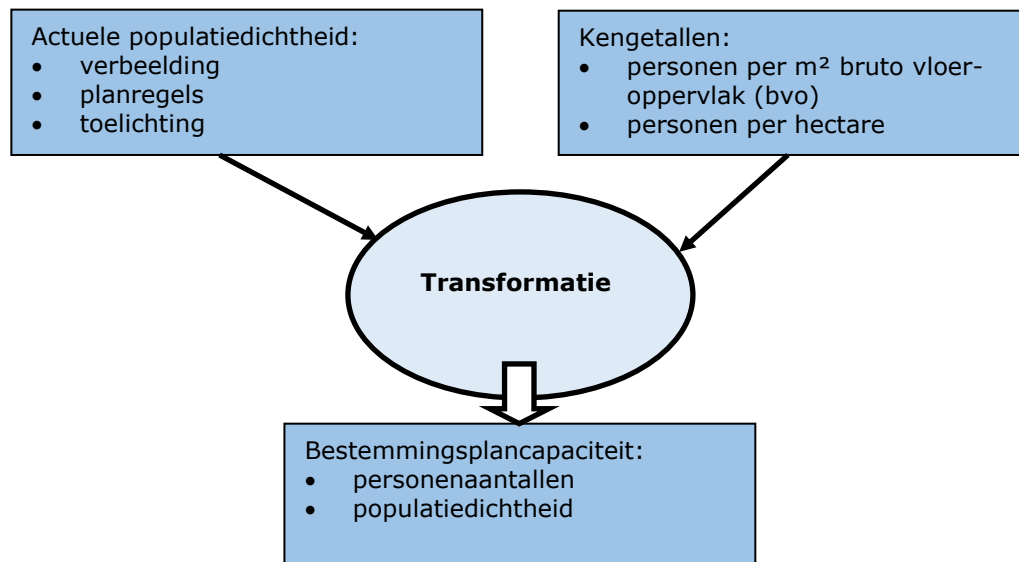 Actuele populatiedichtheid:
• verbeelding
• planregels
• toelichting
Kengetallen:
• personen per m² bruto vloer-
oppervlak (bvo)
• personen per hectare
Transformatie
Bestemmingsplancapaciteit:
• personenaantallen
• populatiedichtheid